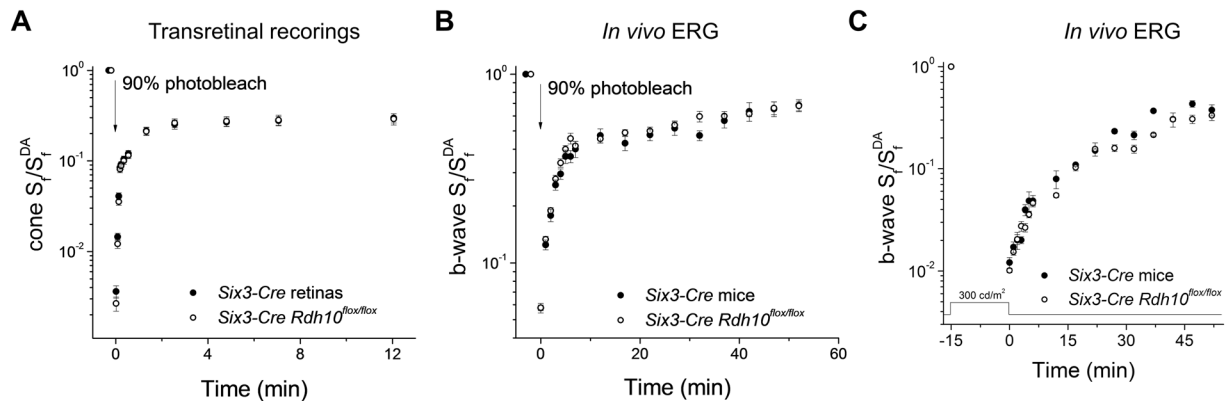 A
Transretinal recorings
cone S_f/S_f^DA
10^0
10^-1
10^-2
90% photobleach
Six3-Cre retinas
Six3-Cre Rdh10^flox/flox
0
4
8
12
Time (min)
B
In vivo ERG
b-wave S_f/S_f^DA
10^0
10^-1
90% photobleach
Six3-Cre mice
Six3-Cre Rdh10^flox/flox
0
20
40
60
Time (min)
C
In vivo ERG
b-wave S_f/S_f^DA
10^0
10^-1
10^-2
Six3-Cre mice
Six3-Cre Rdh10^flox/flox
300 cd/m^2
-15
0
15
30
45
Time (min)